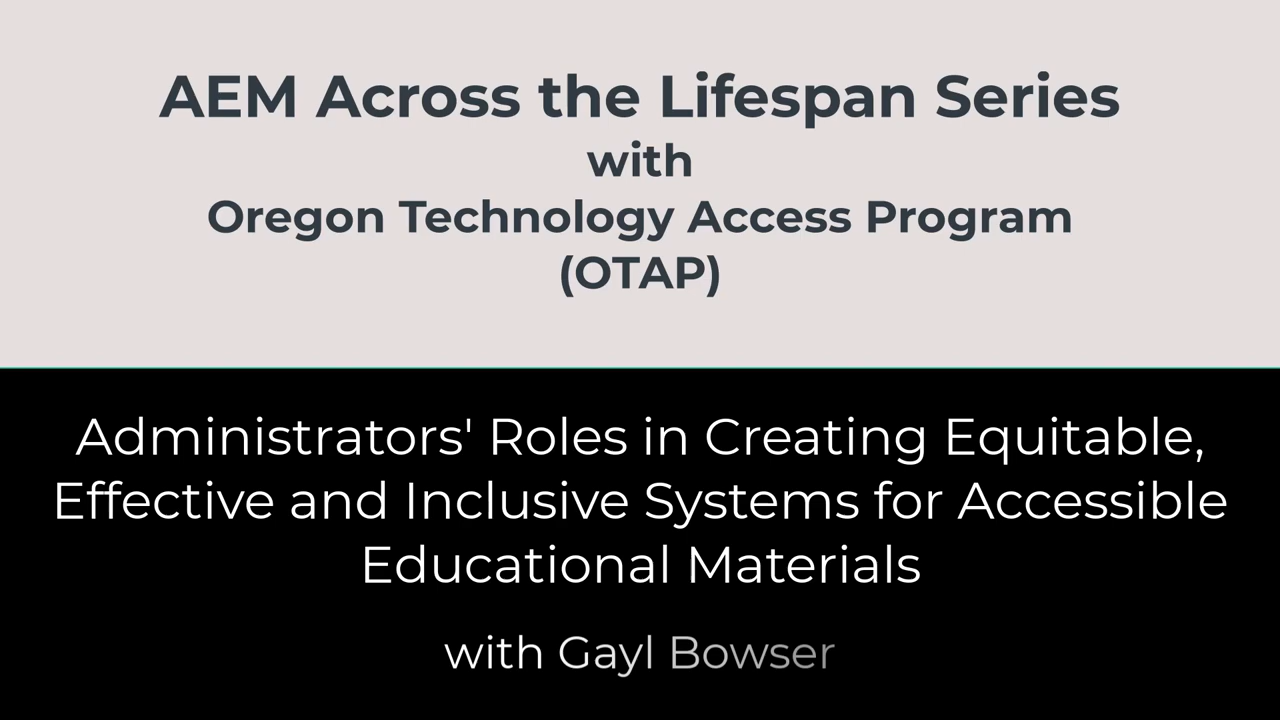 AEM Across the Lifespan Series
with
Oregon Technology Access Program
(OTAP)
Administrators' Roles in Creating Equitable,
Effective and Inclusive Systems for Accessible
Educational Materials
with Gayl Bowser